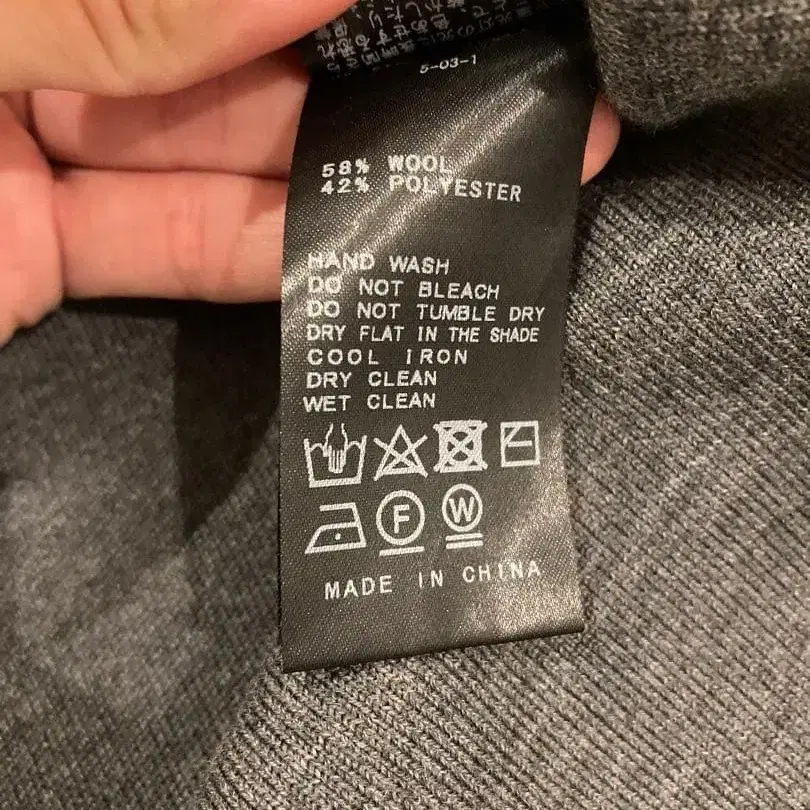 5-03-1
58% WOOL
42% POLYESTER
HAND WASH
DO NOT BLEACH
DO NOT TUMBLE DRY
DRY FLAT IN THE SHADE
COOL IRON
DRY CLEAN
WET CLEAN
F W
MADE IN CHINA